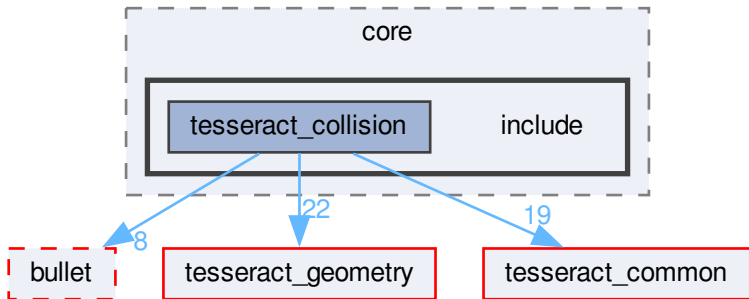 core
tesseract_collision
include
8
22
19
bullet
tesseract_geometry
tesseract_common